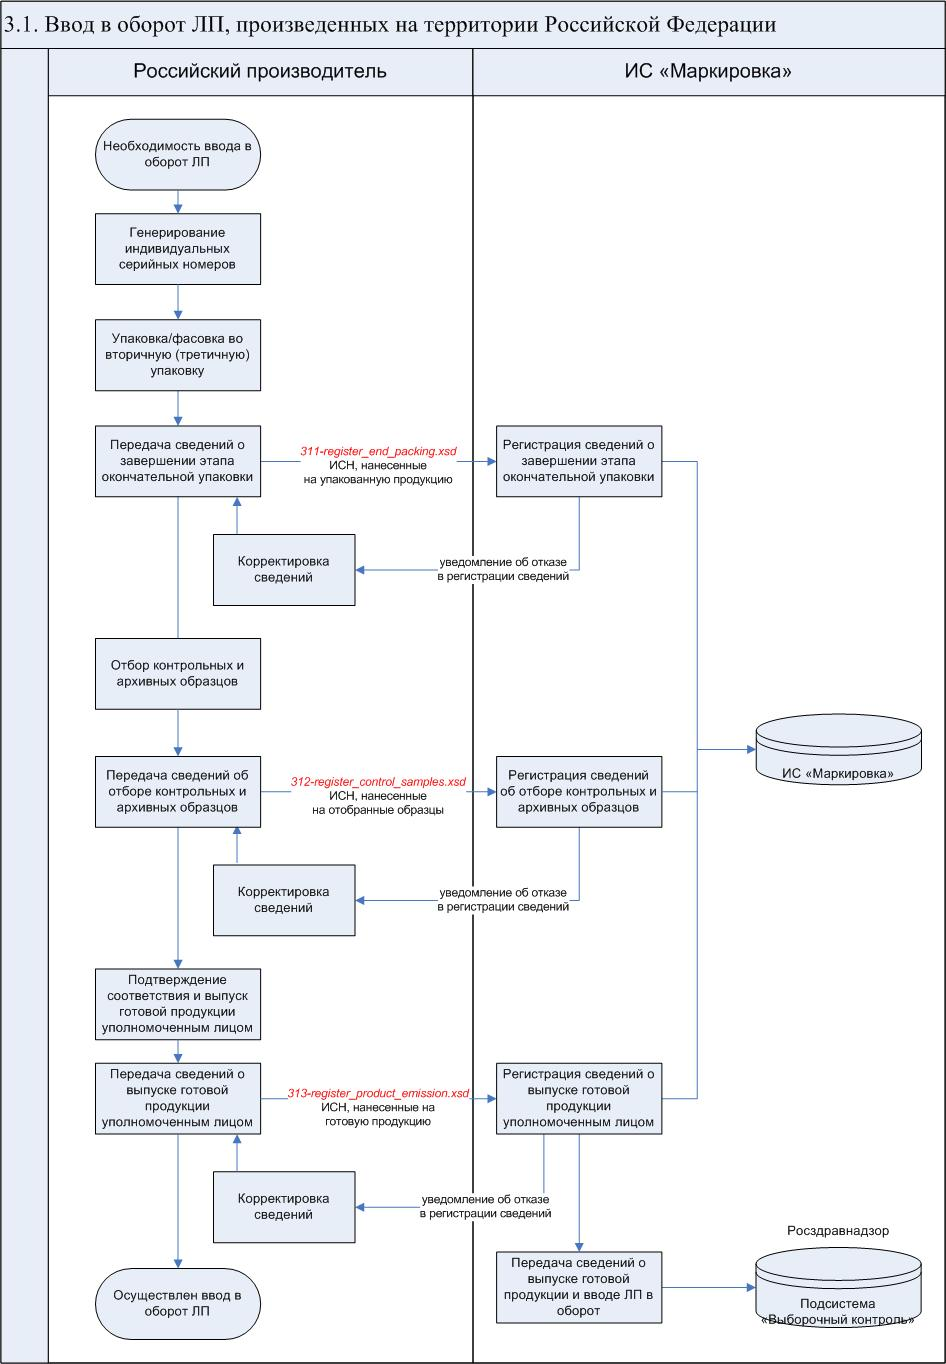 3.1. Ввод в оборот ЛП, произведенных на территории Российской Федерации
Российский производитель
ИС «Маркировка»
Необходимость ввода в
оборот ЛП
Генерирование
индивидуальных
серийных номеров
Упаковка/фасовка во
вторичную (третичную)
упаковку
Передача сведений о
завершении этапа
окончательной упаковки
311-register_end_packing.xsd
ИСН, нанесенные
на упакованную продукцию
Регистрация сведений о
завершении этапа
окончательной упаковки
Корректировка
сведений
уведомление об отказе
в регистрации сведений
Отбор контрольных и
архивных образцов
ИС «Маркировка»
Передача сведений об
отборе контрольных и
архивных образцов
312-register_control_samples.xsd
ИСН, нанесенные
на отобранные образцы
Регистрация сведений
об отборе контрольных и
архивных образцов
Корректировка
сведений
уведомление об отказе
в регистрации сведений
Подтверждение
соответствия и выпуск
готовой продукции
уполномоченным лицом
Передача сведений о
выпуске готовой
продукции
уполномоченным лицом
313-register_product_emission.xsd
ИСН, нанесенные на
готовую продукцию
Регистрация сведений о
выпуске готовой
продукции
уполномоченным лицом
Корректировка
сведений
уведомление об отказе
в регистрации сведений
Росздравнадзор
Осуществлен ввод в
оборот ЛП
Передача сведений о
выпуске готовой
продукции и вводе ЛП в
оборот
Подсистема
«Выборочный контроль»